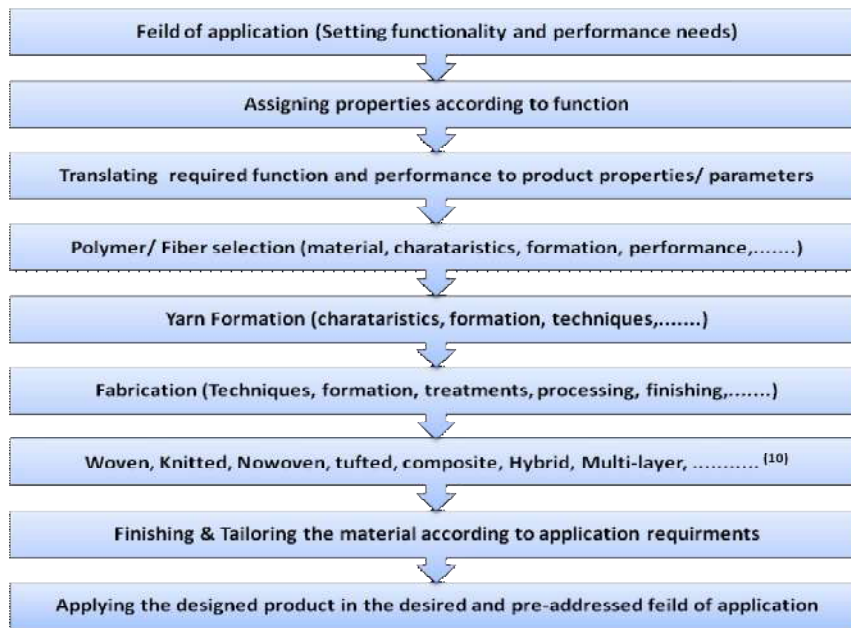 Feild of application (Setting functionality and performance needs)
Assigning properties according to function
Translating required function and performance to product properties/ parameters
Polymer/ Fiber selection (material, charataristics, formation, performance,.......)
Yarn Formation (charataristics, formation, techniques,.......)
Fabrication (Techniques, formation, treatments, processing, finishing,.......)
Woven, Knitted, Nowoven, tufted, composite, Hybrid, Multi-layer, ........... (10)
Finishing & Tailoring the material according to application requirments
Applying the designed product in the desired and pre-addressed feild of application